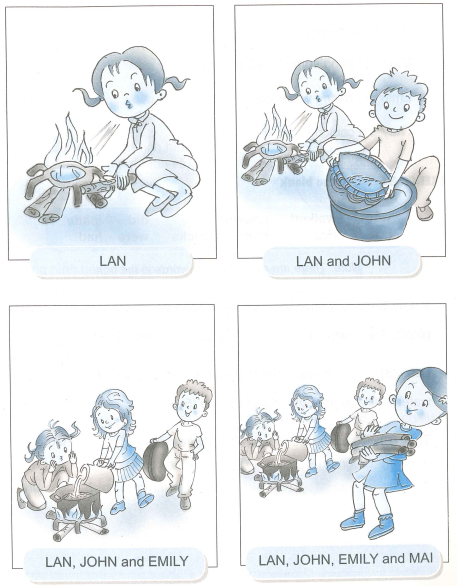 LAN
LAN and JOHN
LAN, JOHN and EMILY
LAN, JOHN, EMILY and MAI